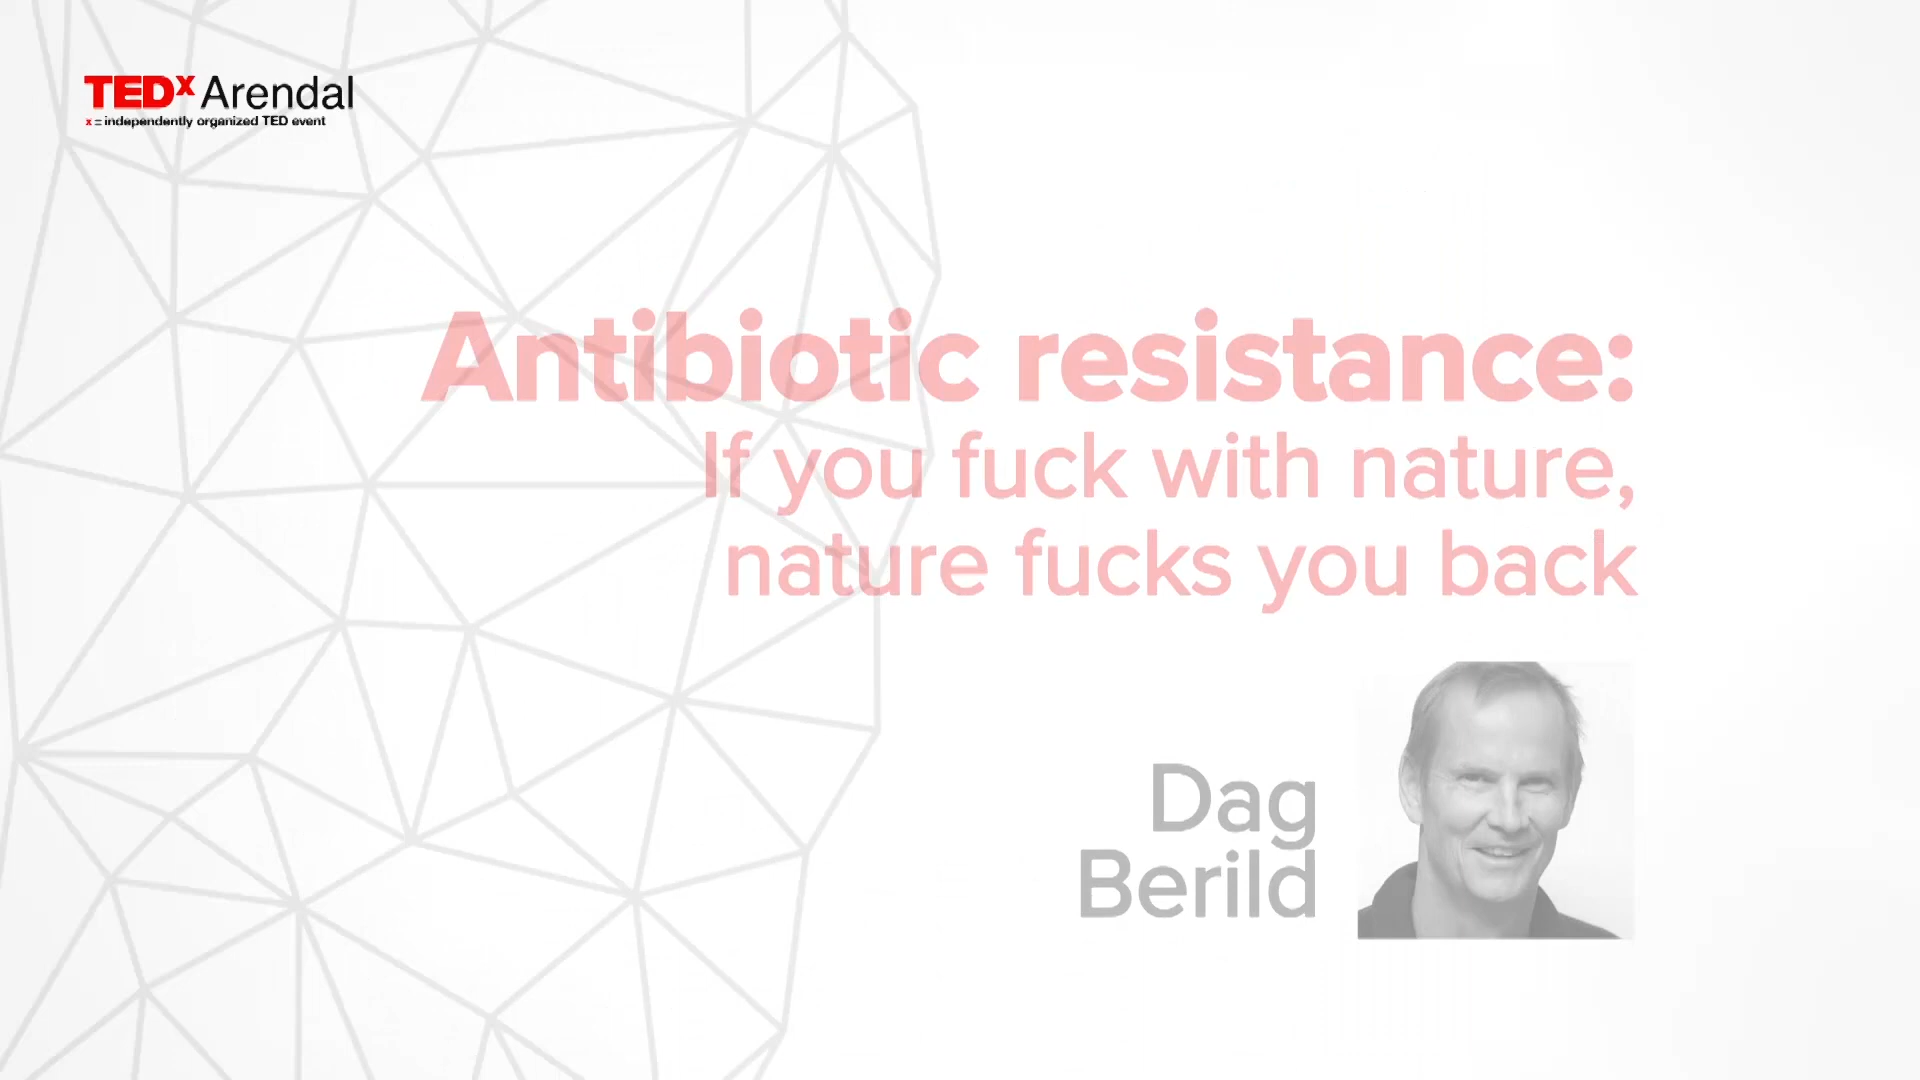 TEDx Arendal
x = independently organized TED event
Antibiotic resistance:
If you fuck with nature,
nature fucks you back
Dag
Berild